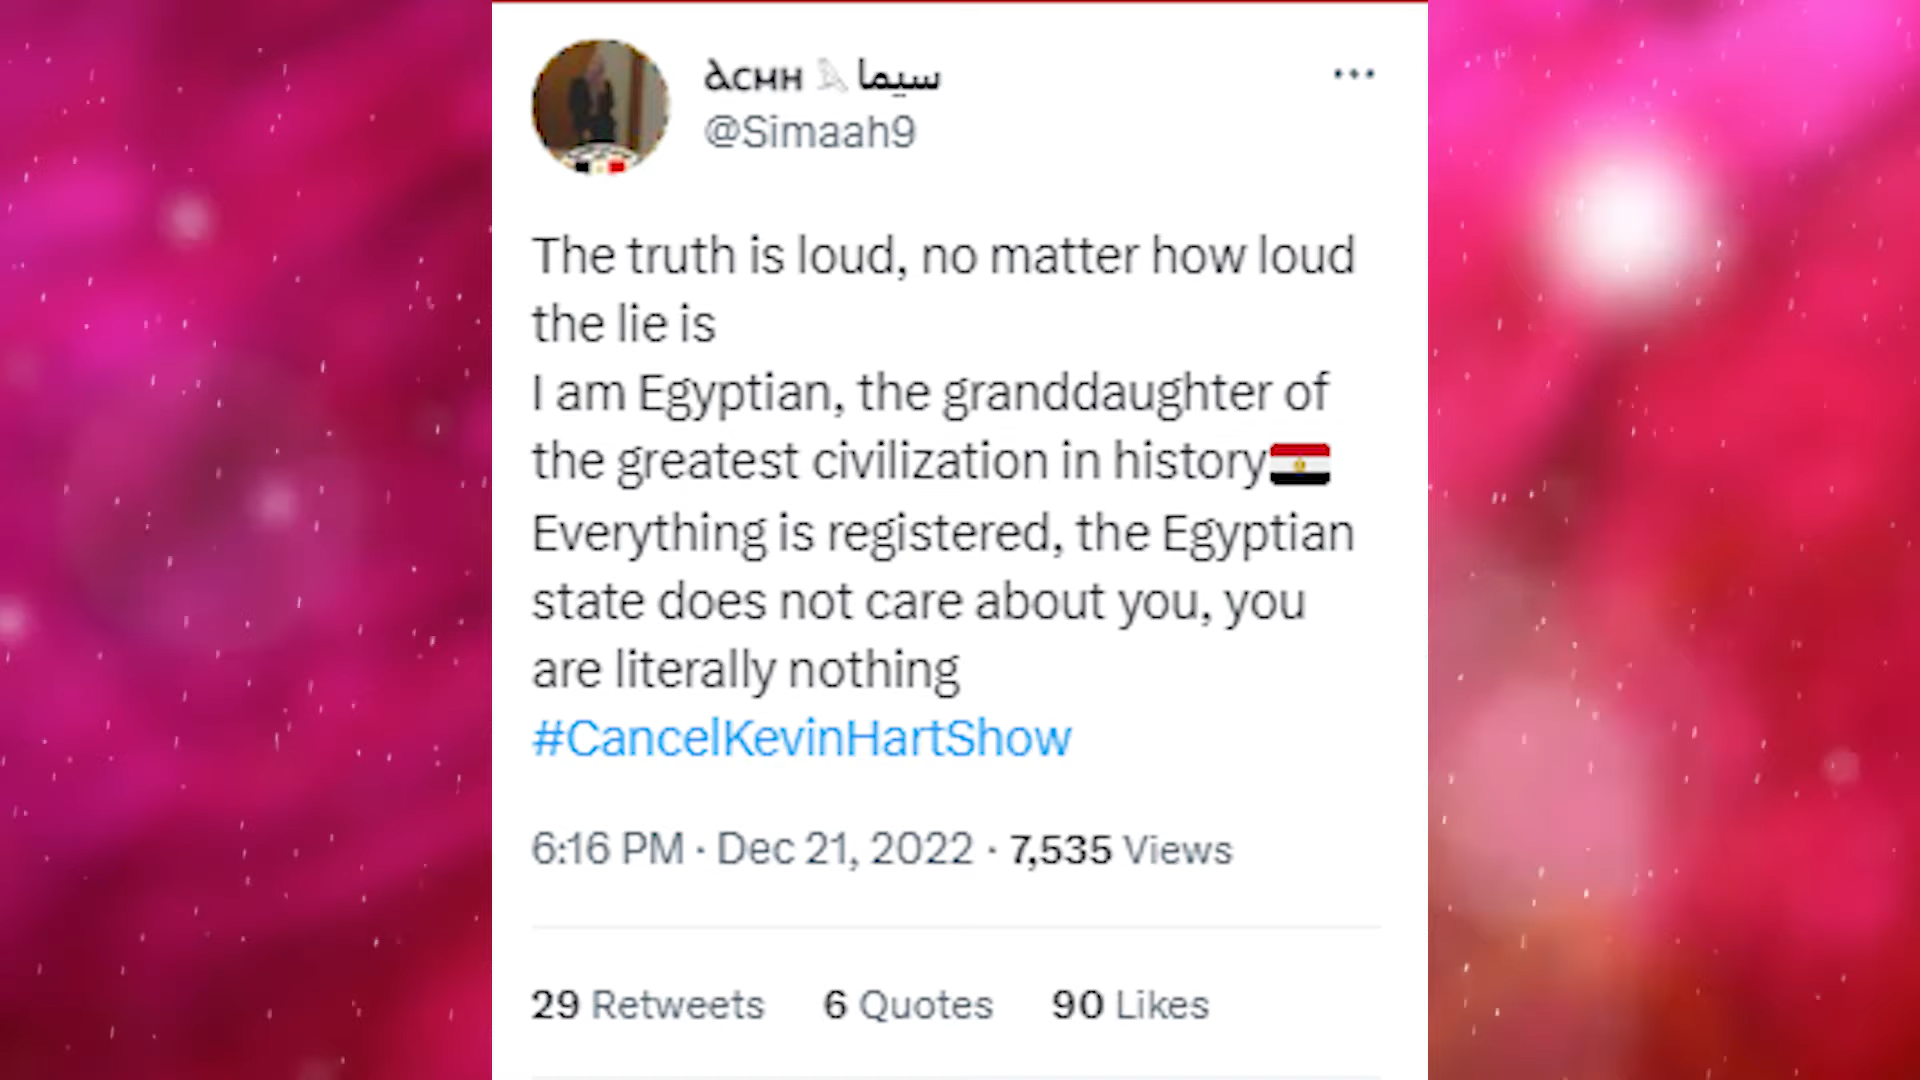 ⲁⲥⲙⲏ 𓅓 سيما
@Simaah9
The truth is loud, no matter how loud
the lie is
I am Egyptian, the granddaughter of
the greatest civilization in history🇪🇬
Everything is registered, the Egyptian
state does not care about you, you
are literally nothing
#CancelKevinHartShow
6:16 PM · Dec 21, 2022 · 7,535 Views
29 Retweets 6 Quotes 90 Likes